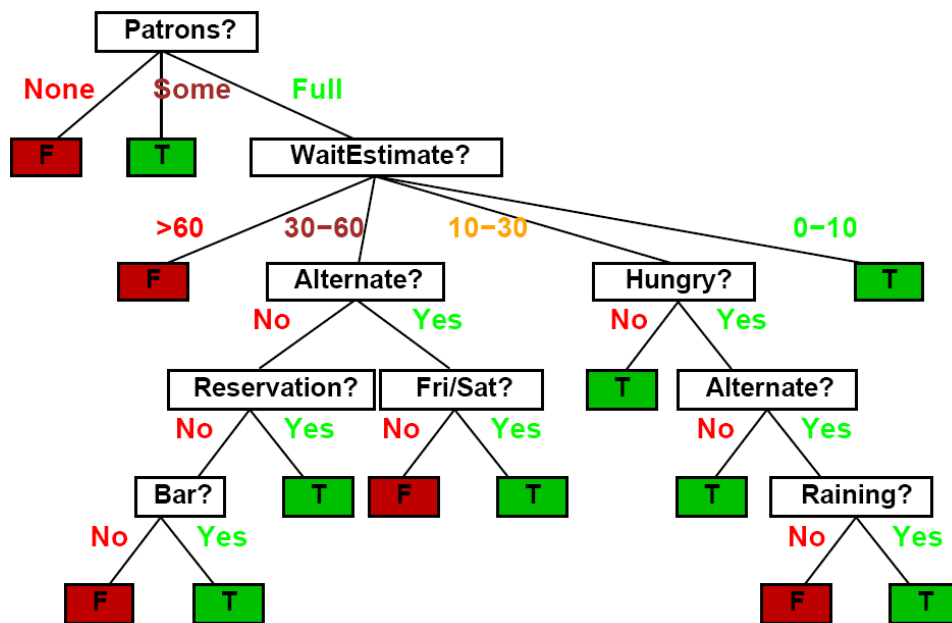 Patrons?
None Some Full
F T WaitEstimate?
>60 30−60 10−30 0−10
F Alternate? Hungry? T
No Yes No Yes
Reservation? Fri/Sat? T Alternate?
No Yes No Yes No Yes
Bar? T F T T Raining?
No Yes No Yes
F T F T